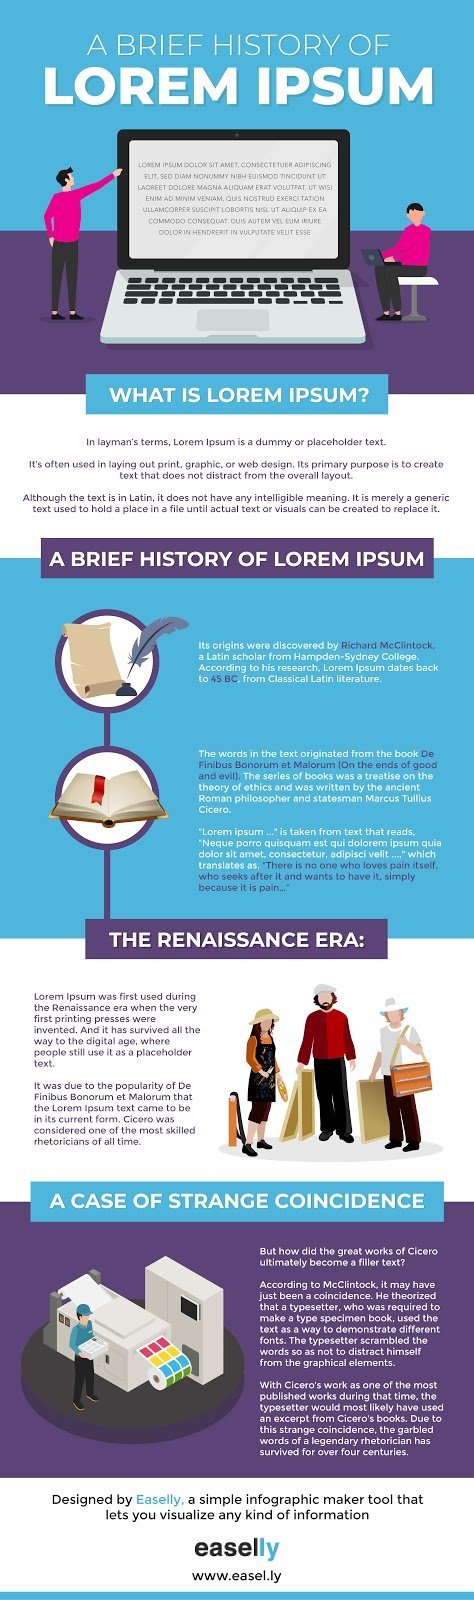 A BRIEF HISTORY OF
LOREM IPSUM
LOREM IPSUM DOLOR SIT AMET, CONSECTETUER ADIPISCING
ELIT, SED DIAM NONUMMY NIBH EUISMOD TINCIDUNT UT
LAOREET DOLORE MAGNA ALIQUAM ERAT VOLUTPAT. UT WISI
ENIM AD MINIM VENIAM, QUIS NOSTRUD EXERCI TATION
ULLAMCORPER SUSCIPIT LOBORTIS NISL UT ALIQUIP EX EA
COMMODO CONSEQUAT. DUIS AUTEM VEL EUM IRIURE
DOLOR IN HENDRERIT IN VULPUTATE VELIT ESSE
WHAT IS LOREM IPSUM?
In layman's terms, Lorem Ipsum is a dummy or placeholder text.
It's often used in laying out print, graphic, or web design. Its primary purpose is to create
text that does not distract from the overall layout.
Although the text is in Latin, it does not have any intelligible meaning. It is merely a generic
text used to hold a place in a file until actual text or visuals can be created to replace it.
A BRIEF HISTORY OF LOREM IPSUM
Its origins were discovered by Richard McClintock,
a Latin scholar from Hampden-Sydney College.
According to his research, Lorem Ipsum dates back
to 45 BC, from Classical Latin literature.
The words in the text originated from the book De
Finibus Bonorum et Malorum (On the ends of good
and evil). The series of books was a treatise on the
theory of ethics and was written by the ancient
Roman philosopher and statesman Marcus Tullius
Cicero.
"Lorem ipsum ..." is taken from text that reads,
"Neque porro quisquam est qui dolorem ipsum quia
dolor sit amet, consectetur, adipisci velit ...," which
translates as, "There is no one who loves pain itself,
who seeks after it and wants to have it, simply
because it is pain..."
THE RENAISSANCE ERA:
Lorem Ipsum was first used during
the Renaissance era when the very
first printing presses were
invented. And it has survived all the
way to the digital age, where
people still use it as a placeholder
text.
It was due to the popularity of De
Finibus Bonorum et Malorum that
the Lorem Ipsum text came to be
in its current form. Cicero was
considered one of the most skilled
rhetoricians of all time.
A CASE OF STRANGE COINCIDENCE
But how did the great works of Cicero
ultimately become a filler text?
According to McClintock, it may have
just been a coincidence. He theorized
that a typesetter, who was required to
make a type specimen book, used the
text as a way to demonstrate different
fonts. The typesetter scrambled the
words so as not to distract himself
from the graphical elements.
With Cicero's work as one of the most
published works during that time, the
typesetter would most likely have used
an excerpt from Cicero's books. Due to
this strange coincidence, the garbled
words of a legendary rhetorician has
survived for over four centuries.
Designed by Easelly, a simple infographic maker tool that
lets you visualize any kind of information
easelly
www.easel.ly